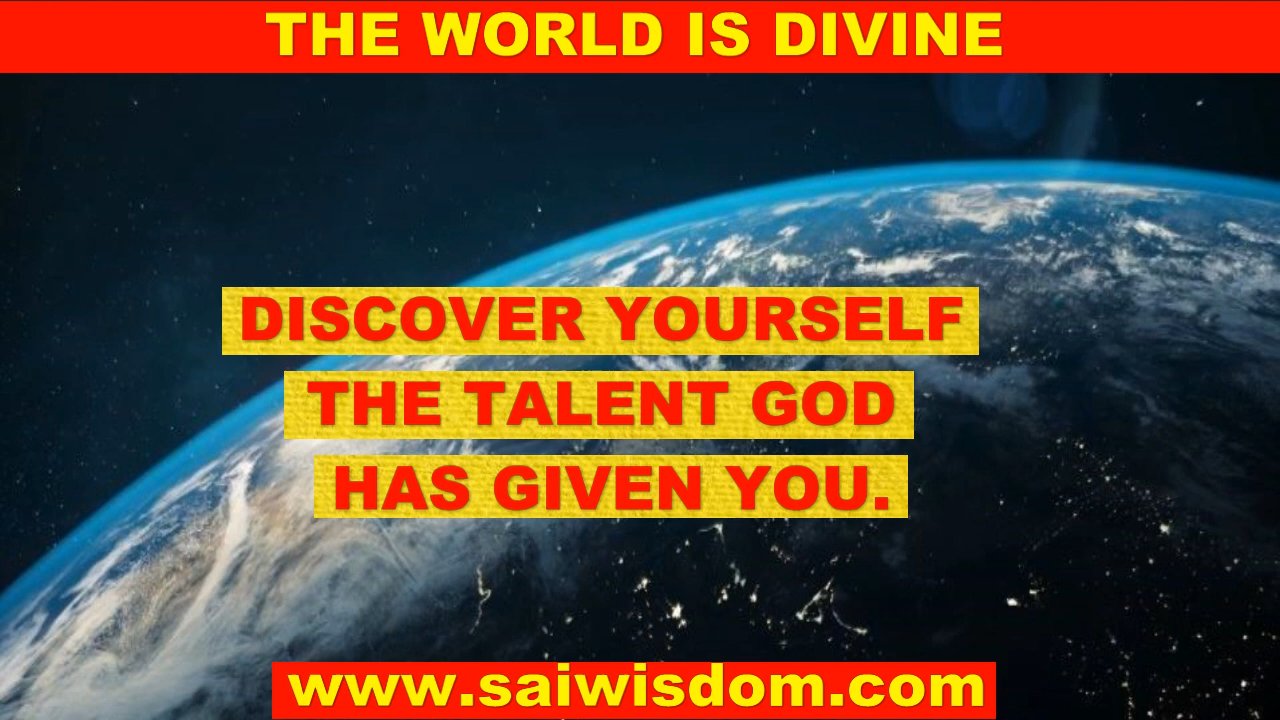 THE WORLD IS DIVINE
DISCOVER YOURSELF
THE TALENT GOD
HAS GIVEN YOU.
www.saiwisdom.com